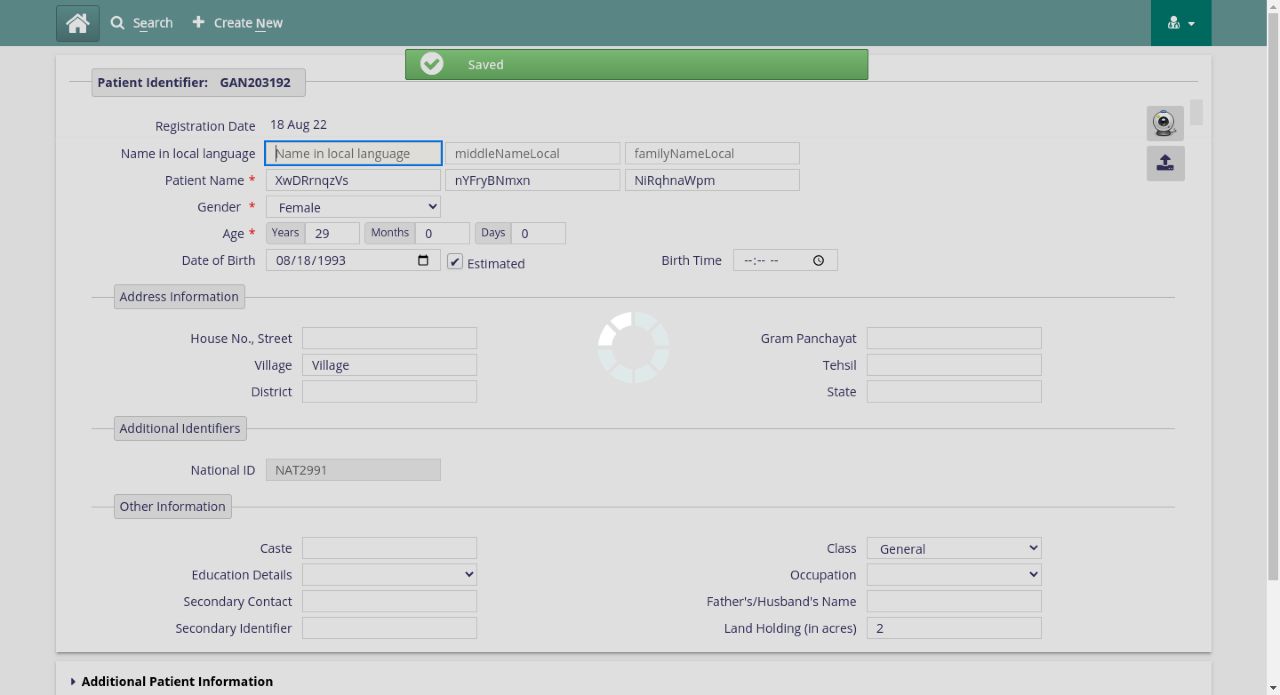 Search Create New
Saved
Patient Identifier: GAN203192
Registration Date 18 Aug 22
Name in local language Name in local language middleNameLocal familyNameLocal
Patient Name * XwDRrnqzVs nYFryBNmxn NiRqhnaWpm
Gender * Female
Age * Years 29 Months 0 Days 0
Date of Birth 08/18/1993 Estimated Birth Time --:-- --
Address Information
House No., Street Gram Panchayat
Village Village Tehsil
District State
Additional Identifiers
National ID NAT2991
Other Information
Caste Class General
Education Details Occupation
Secondary Contact Father's/Husband's Name
Secondary Identifier Land Holding (in acres) 2
Additional Patient Information